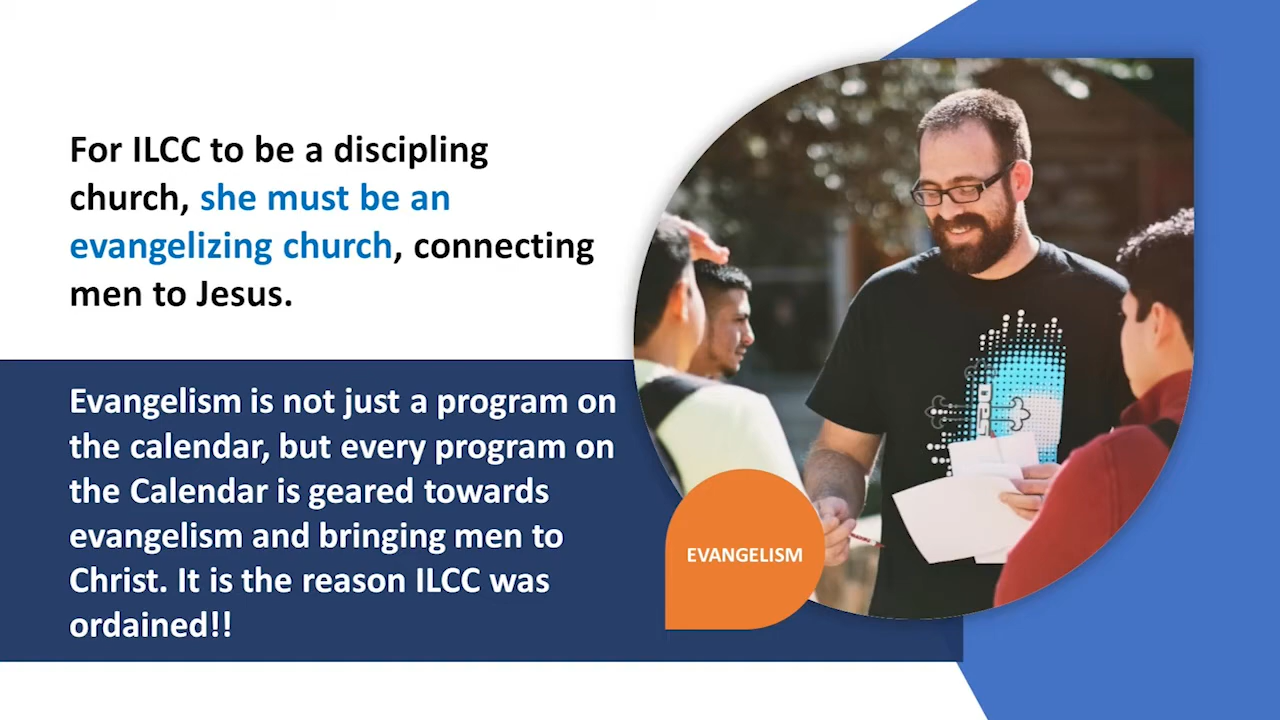 For ILCC to be a discipling
church, she must be an
evangelizing church, connecting
men to Jesus.
Evangelism is not just a program on
the calendar, but every program on
the Calendar is geared towards
evangelism and bringing men to
Christ. It is the reason ILCC was
ordained!!
EVANGELISM